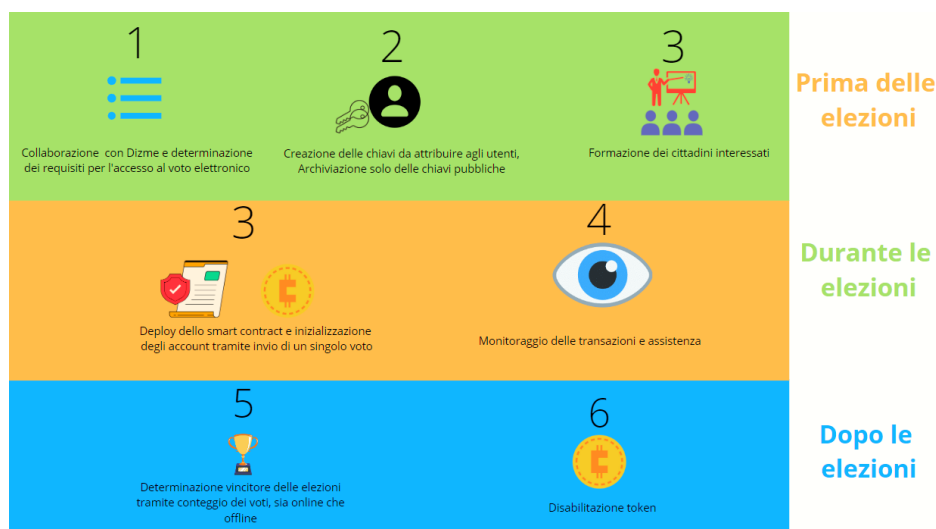 1
2
3
Collaborazione con Dizme e determinazione
dei requisiti per l'accesso al voto elettronico
Creazione delle chiavi da attribuire agli utenti,
Archiviazione solo delle chiavi pubbliche
Formazione dei cittadini interessati
Prima delle
elezioni
3
4
Deploy dello smart contract e inizializzazione
degli account tramite invio di un singolo voto
Monitoraggio delle transazioni e assistenza
Durante le
elezioni
5
6
Determinazione vincitore delle elezioni
tramite conteggio dei voti, sia online che
offline
Disabilitazione token
Dopo le
elezioni